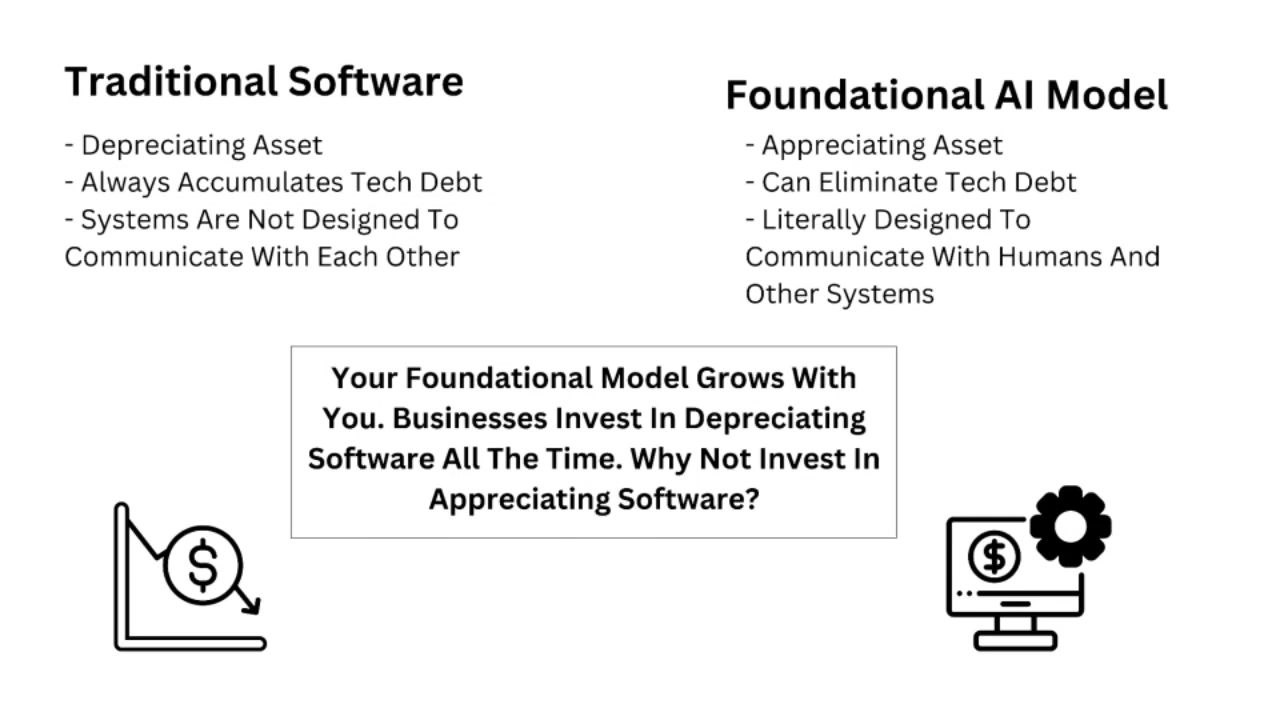 Traditional Software
- Depreciating Asset
- Always Accumulates Tech Debt
- Systems Are Not Designed To
Communicate With Each Other
Foundational AI Model
- Appreciating Asset
- Can Eliminate Tech Debt
- Literally Designed To
Communicate With Humans And
Other Systems
Your Foundational Model Grows With
You. Businesses Invest In Depreciating
Software All The Time. Why Not Invest In
Appreciating Software?
$
$